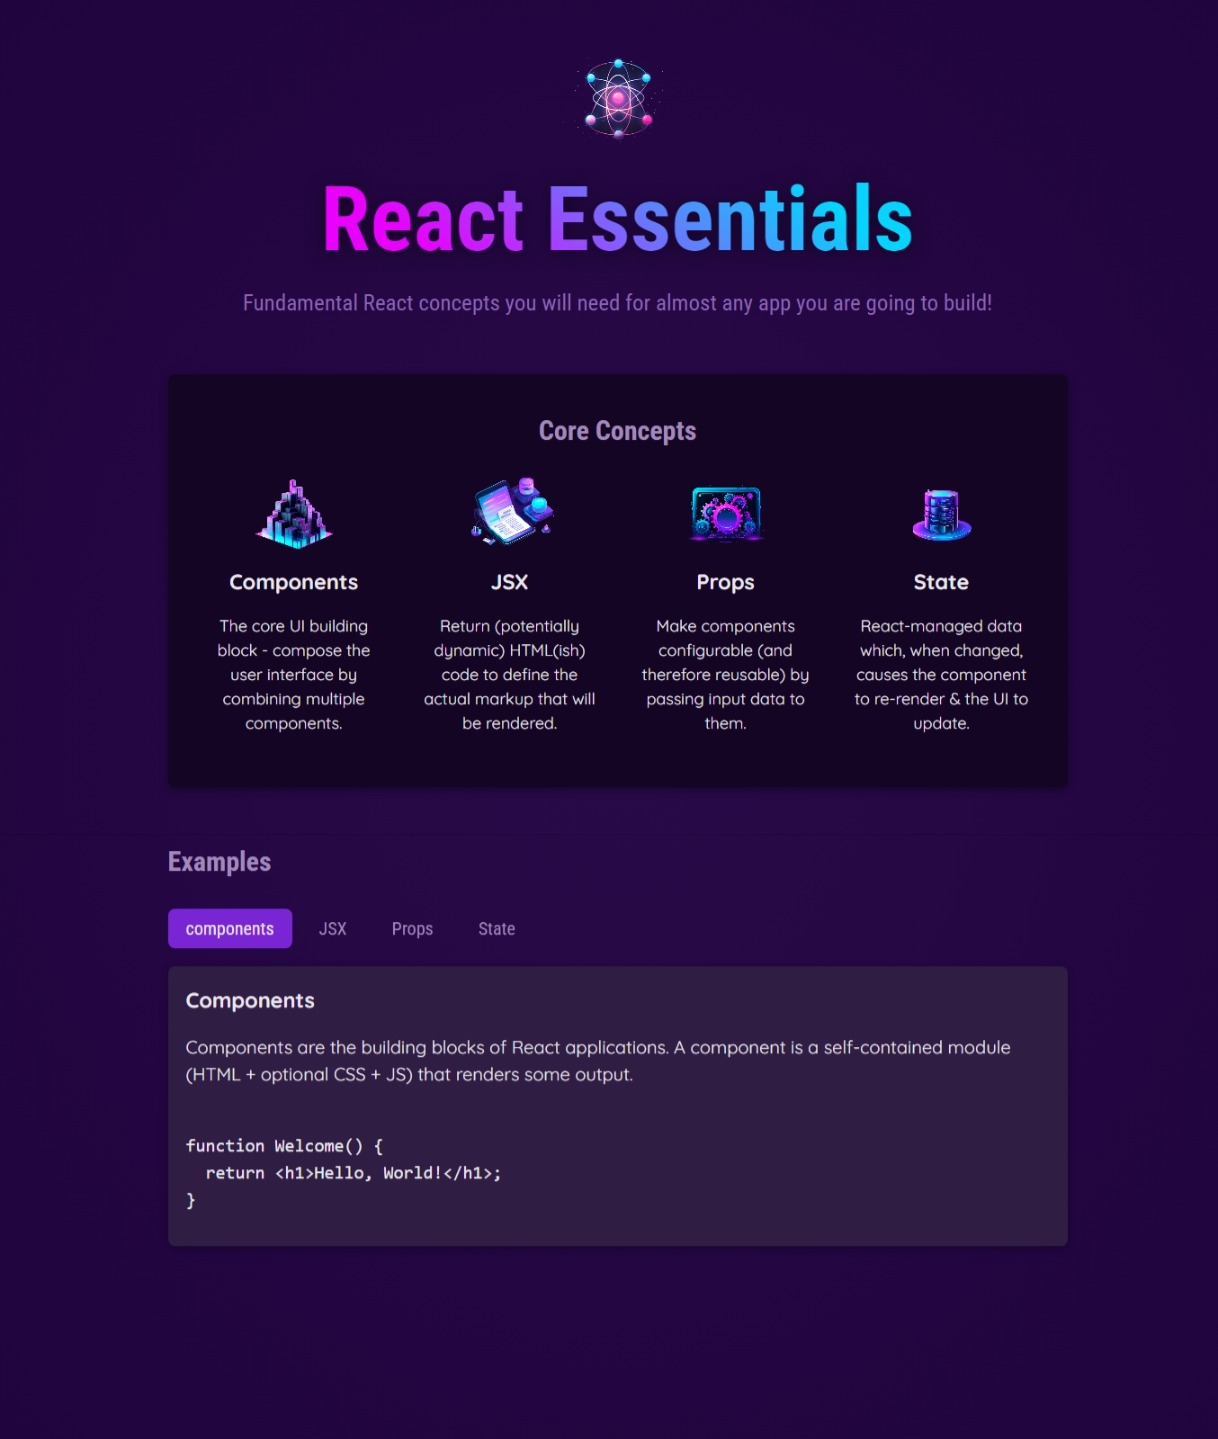 React Essentials
Fundamental React concepts you will need for almost any app you are going to build!
Core Concepts
Components
The core UI building
block - compose the
user interface by
combining multiple
components.
JSX
Return (potentially
dynamic) HTML(ish)
code to define the
actual markup that will
be rendered.
Props
Make components
configurable (and
therefore reusable) by
passing input data to
them.
State
React-managed data
which, when changed,
causes the component
to re-render & the UI to
update.
Examples
components JSX Props State
Components
Components are the building blocks of React applications. A component is a self-contained module
(HTML + optional CSS + JS) that renders some output.
function Welcome() {
  return <h1>Hello, World!</h1>;
}